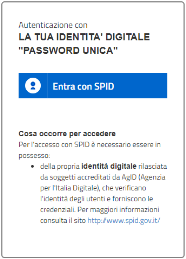 Autenticazione con
LA TUA IDENTITA' DIGITALE
"PASSWORD UNICA"
Entra con SPID
Cosa occorre per accedere
Per l'accesso con SPID è necessario essere in
possesso:
• della propria identità digitale rilasciata
da soggetti accreditati da AgID (Agenzia
per l'Italia Digitale), che verificano
l'identità degli utenti e forniscono le
credenziali. Per maggiori informazioni
consulta il sito http://www.spid.gov.it/